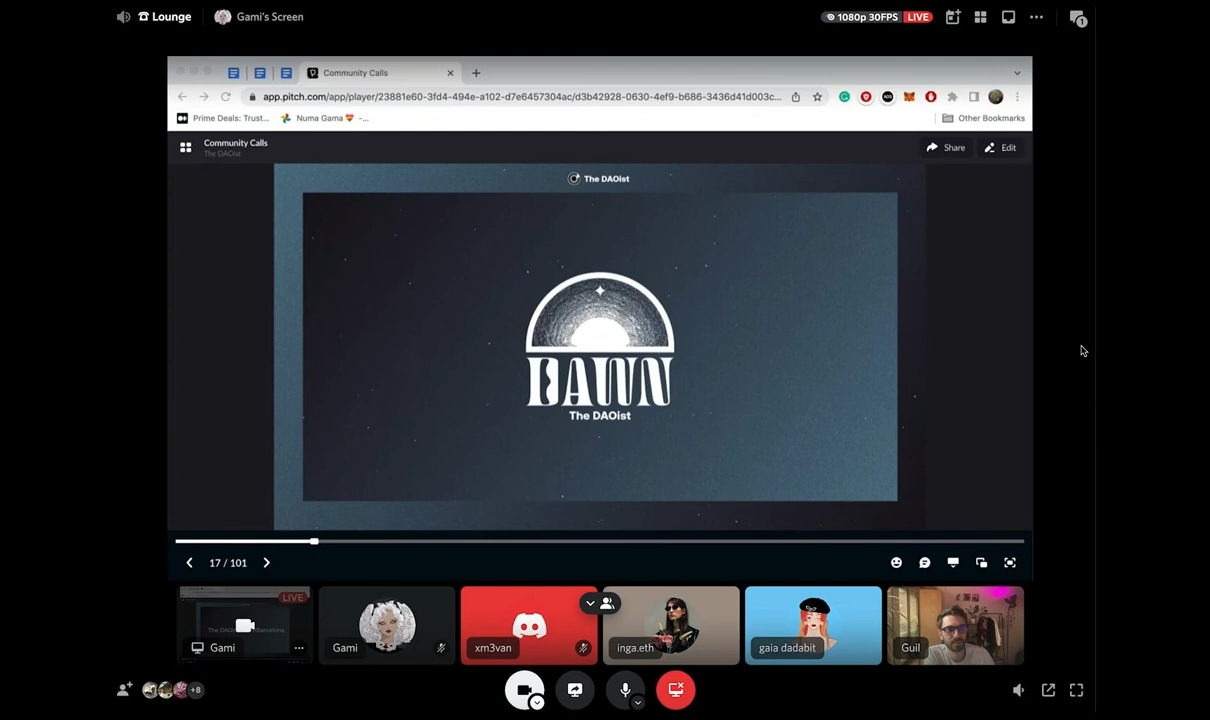 Lounge
Gami's Screen
1080p 30FPS
LIVE
1
Community Calls
app.pitch.com/app/player/23881e60-3fd4-494e-a102-d7e6457304ac/d3b42928-0630-4ef9-b686-3436d41d003c...
Prime Deals: Trust...
Numa Gama
-...
Other Bookmarks
Community Calls
The DAOist
Share
Edit
The DAOist
DAWN
The DAOist
17 / 101
LIVE
Gami
Gami
xm3van
inga.eth
gaia dadabit
Guil
+8